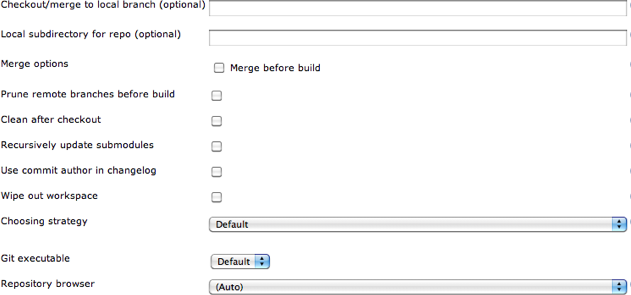 Checkout/merge to local branch (optional)
Local subdirectory for repo (optional)
Merge options Merge before build
Prune remote branches before build
Clean after checkout
Recursively update submodules
Use commit author in changelog
Wipe out workspace
Choosing strategy Default
Git executable Default
Repository browser (Auto)